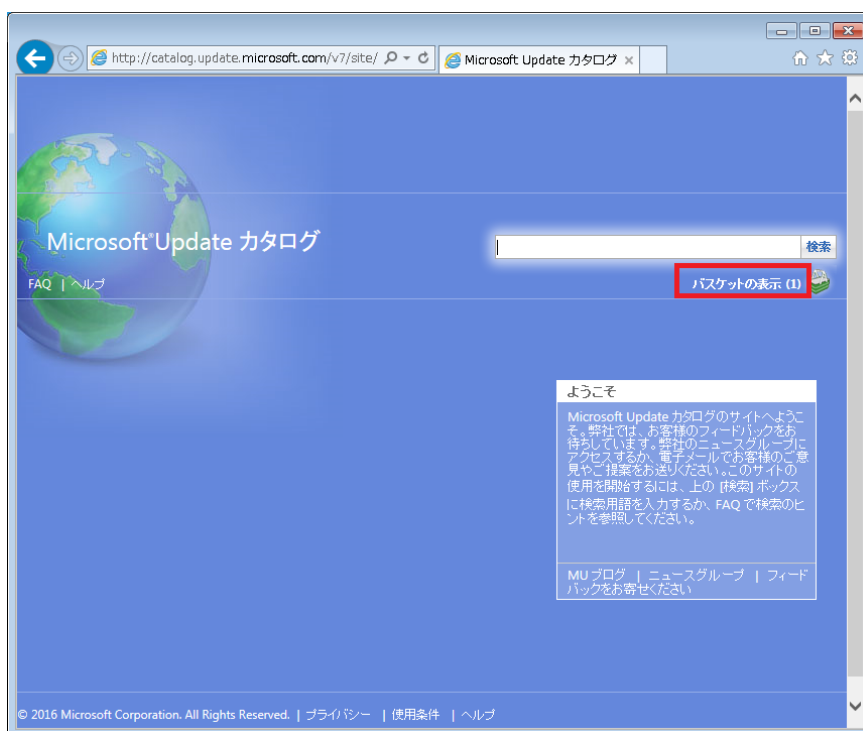 http://catalog.update.microsoft.com/v7/site/
Microsoft Update カタログ
Microsoft®Update カタログ
検索
FAQ | ヘルプ
バスケットの表示 (1)
ようこそ
Microsoft Update カタログのサイトへようこ
そ。弊社では、お客様のフィードバックをお
待ちしています。弊社のニュースグループに
アクセスするか、電子メールでお客様のご意
見やご提案をお送りください。このサイトの
使用を開始するには、上の [検索] ボックス
に検索用語を入力するか、FAQ で検索のヒ
ントを参照してください。
MU ブログ | ニュースグループ | フィード
バックをお寄せください
© 2016 Microsoft Corporation. All Rights Reserved. | プライバシー | 使用条件 | ヘルプ